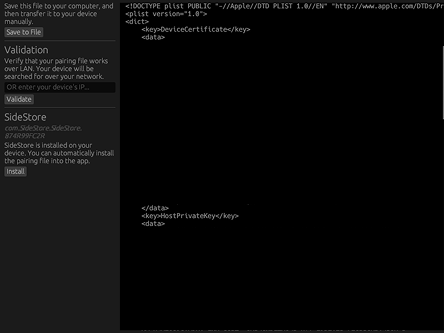 Save this file to your computer, and
then transfer it to your device
manually.
Save to File
Validation
Verify that your pairing file works
over LAN. Your device will be
searched for over your network.
OR enter your device's IP...
Validate
SideStore
com.SideStore.SideStore.
874R99FC2R
SideStore is installed on your
device. You can automatically install
the pairing file into the app.
Install
<!DOCTYPE plist PUBLIC "-//Apple//DTD PLIST 1.0//EN" "http://www.apple.com/DTDs/Pr
<plist version="1.0">
<dict>
<key>DeviceCertificate</key>
<data>
</data>
<key>HostPrivateKey</key>
<data>